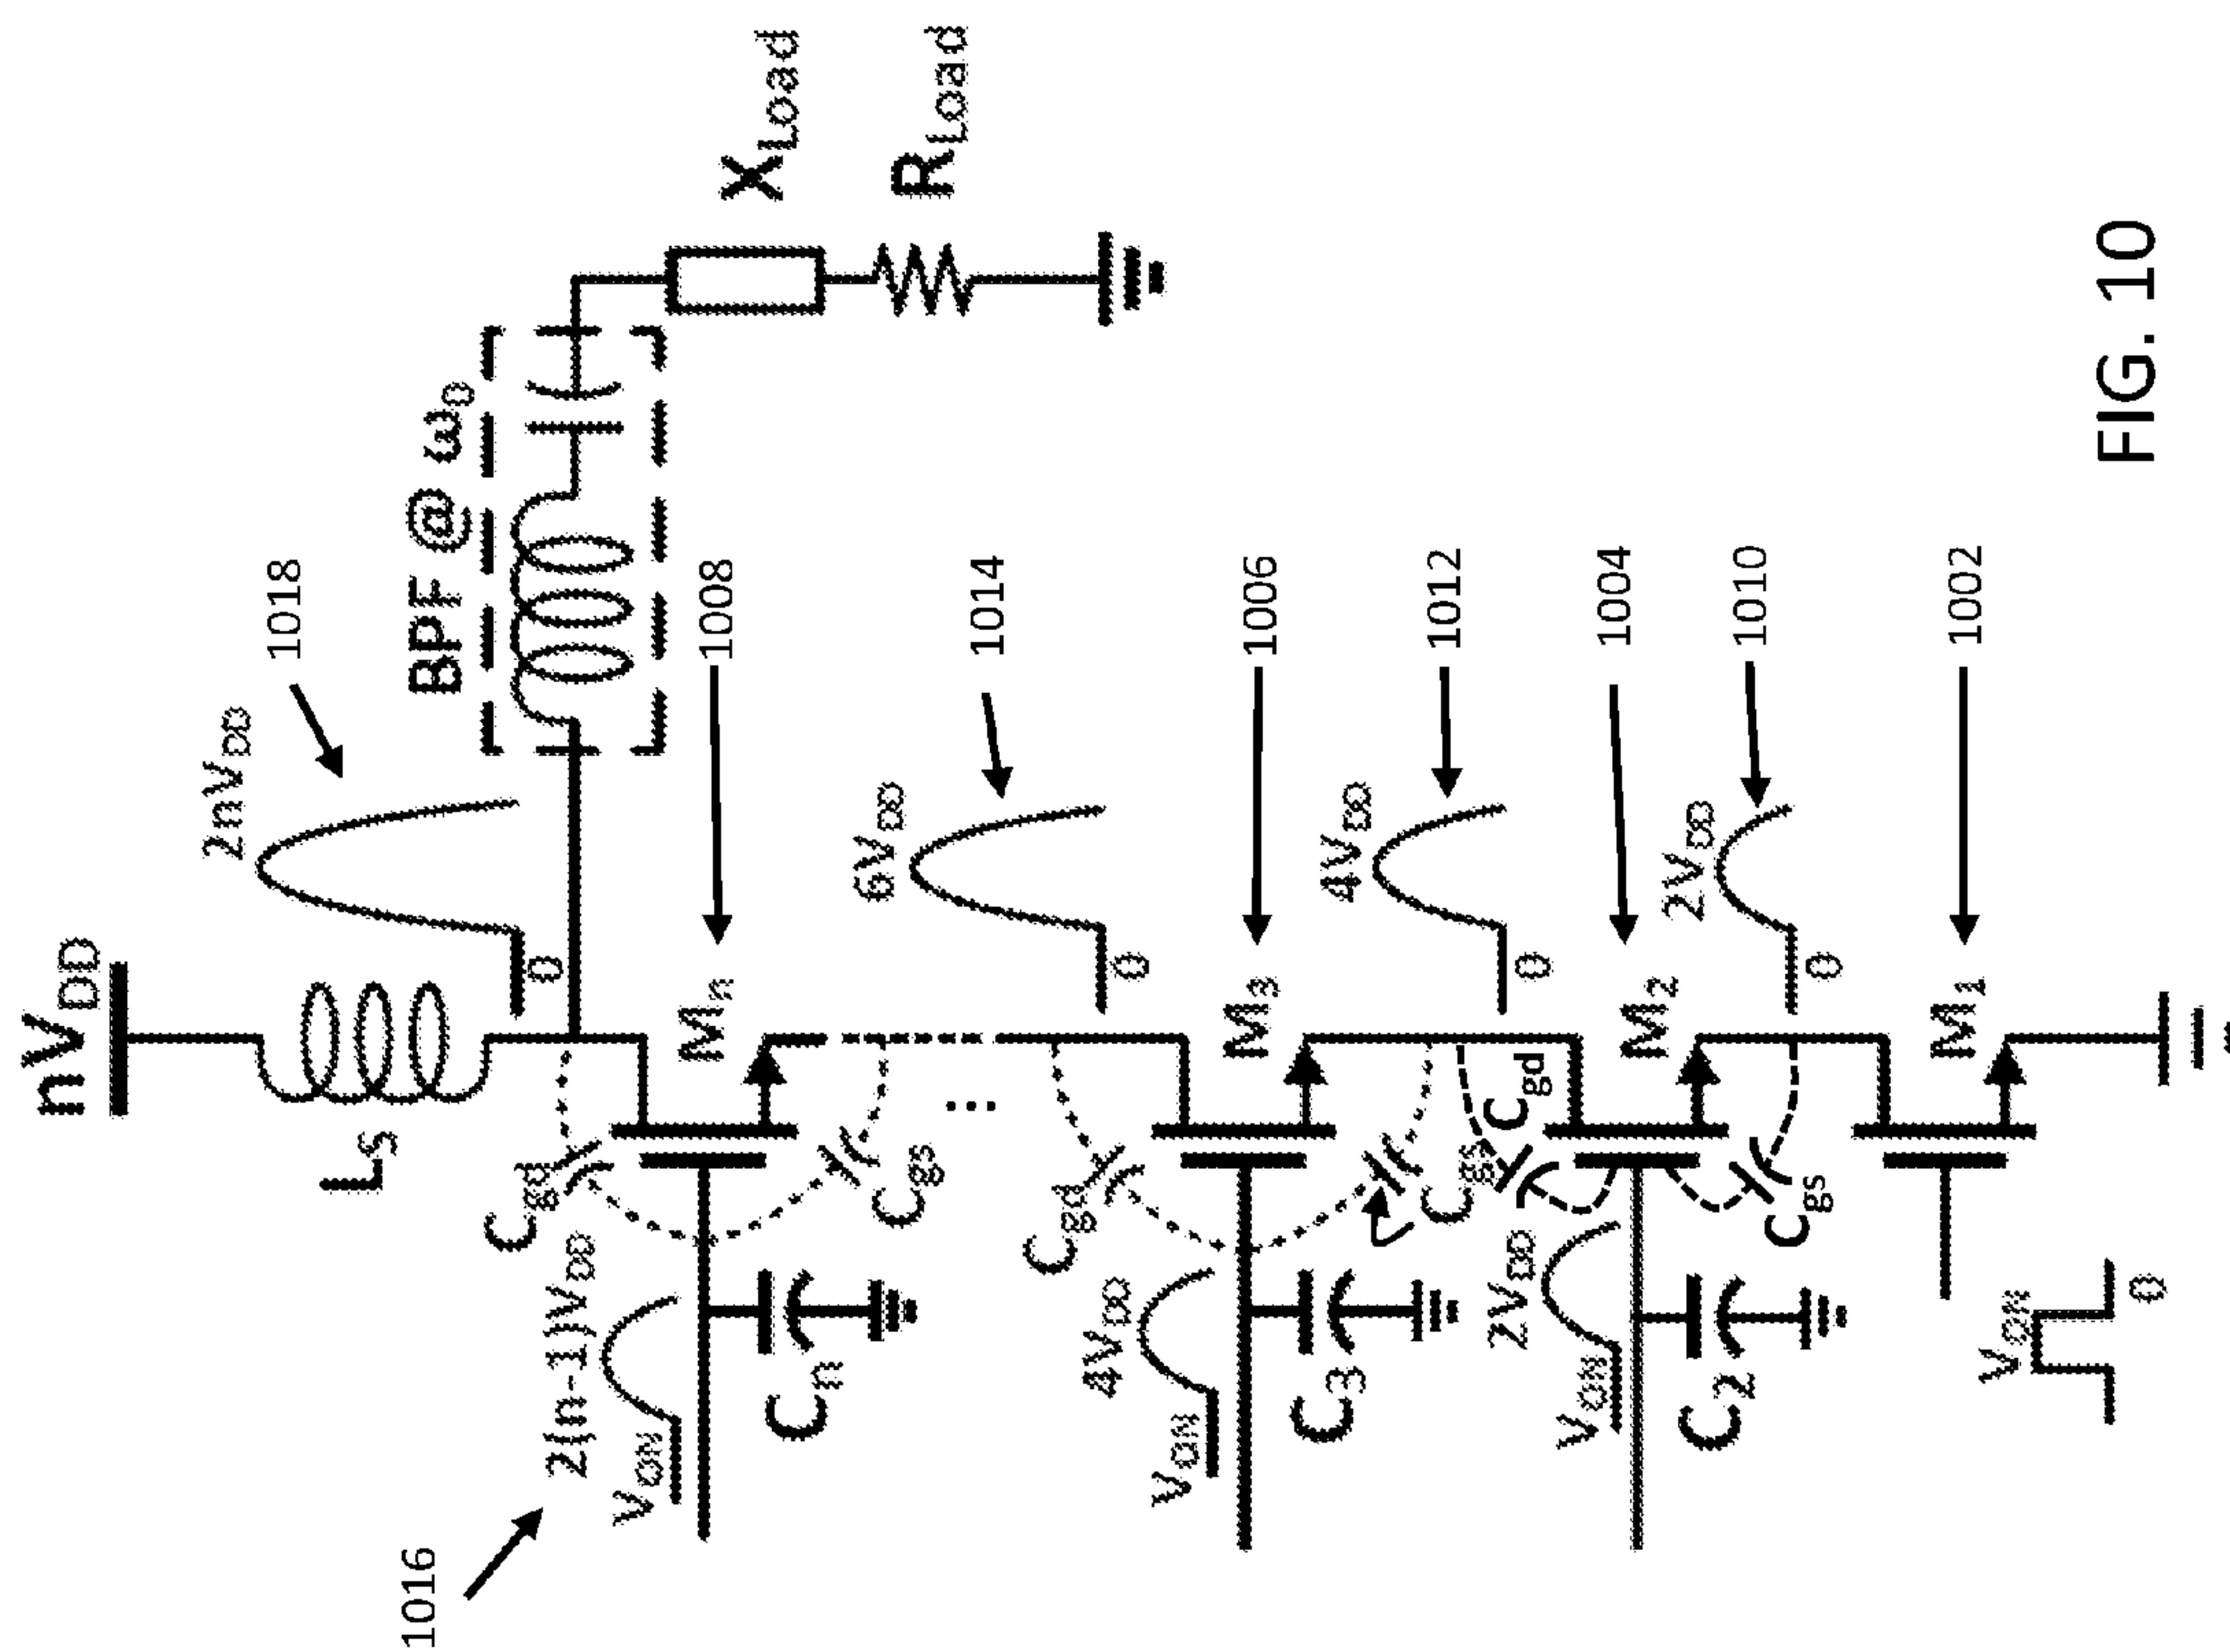 nV_DD
L_S
2nV_DD
1018
0
BPF @ ω_0
X_Load
R_Load
1016
2(n-1)V_DD
V_ON
C_gd
C_n
C_gs
M_n
1008
...
6V_DD
1014
0
C_gd
4V_DD
V_ON
C_3
C_gs
M_3
1006
4V_DD
1012
0
C_gd
2V_DD
V_ON
C_2
C_gs
M_2
1004
2V_DD
1010
0
V_ON
0
M_1
1002
FIG. 10